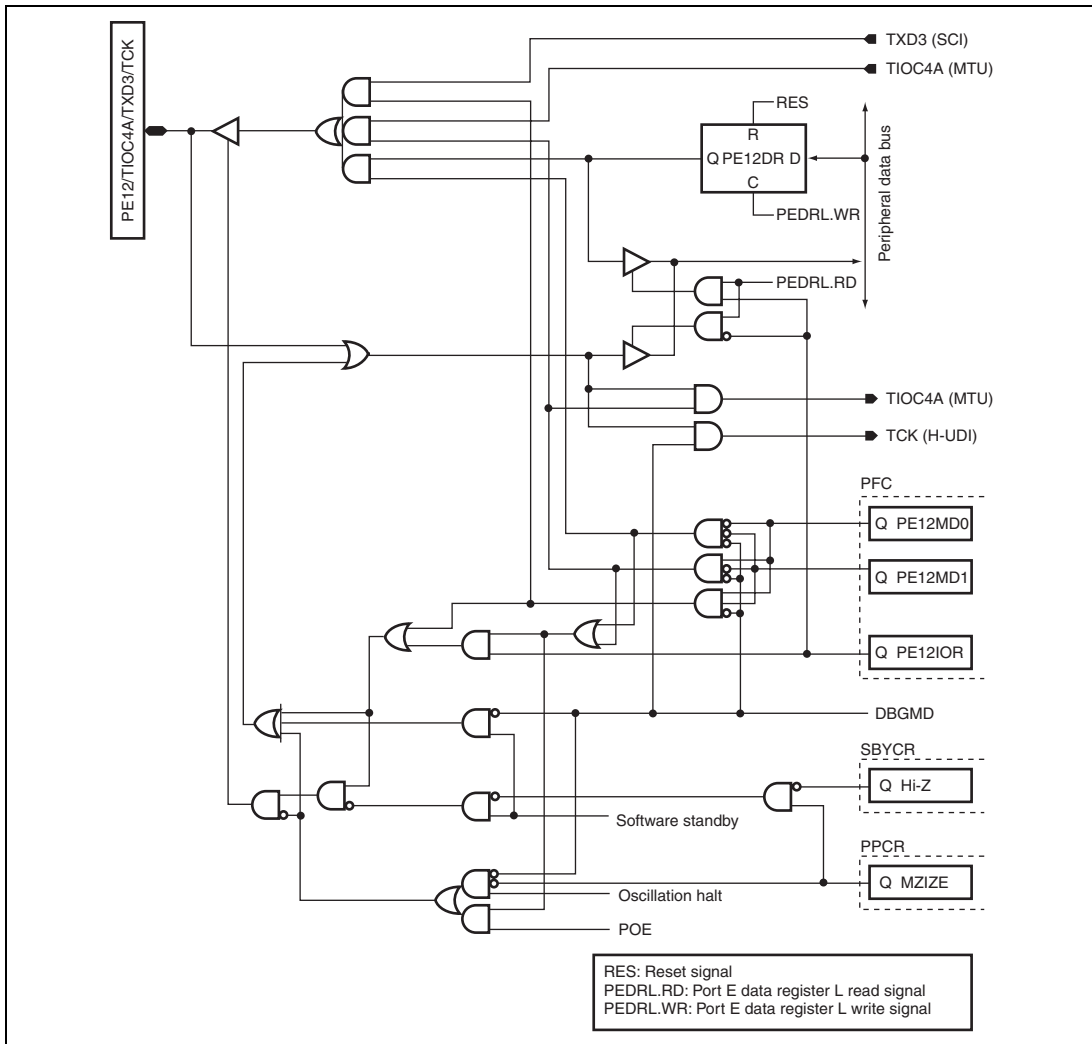 PE12/TIOC4A/TXD3/TCK
TXD3 (SCI)
TIOC4A (MTU)
RES
R
Q PE12DR D
C
PEDRL.WR
Peripheral data bus
PEDRL.RD
TIOC4A (MTU)
TCK (H-UDI)
PFC
Q PE12MD0
Q PE12MD1
Q PE12IOR
DBGMD
SBYCR
Q Hi-Z
Software standby
PPCR
Q MZIZE
Oscillation halt
POE
RES: Reset signal
PEDRL.RD: Port E data register L read signal
PEDRL.WR: Port E data register L write signal